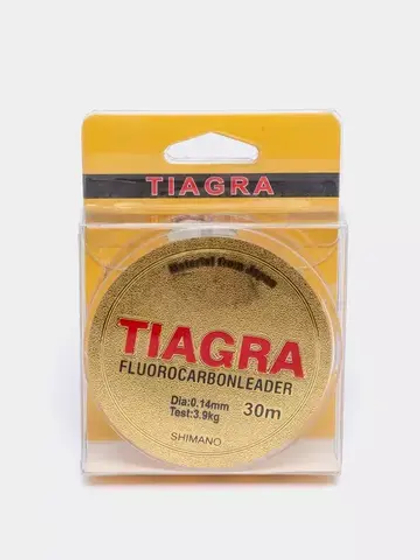 TIAGRA
Material from Japan
TIAGRA
FLUOROCARBONLEADER
Dia:0.14mm
Test:3.9kg
30m
SHIMANO